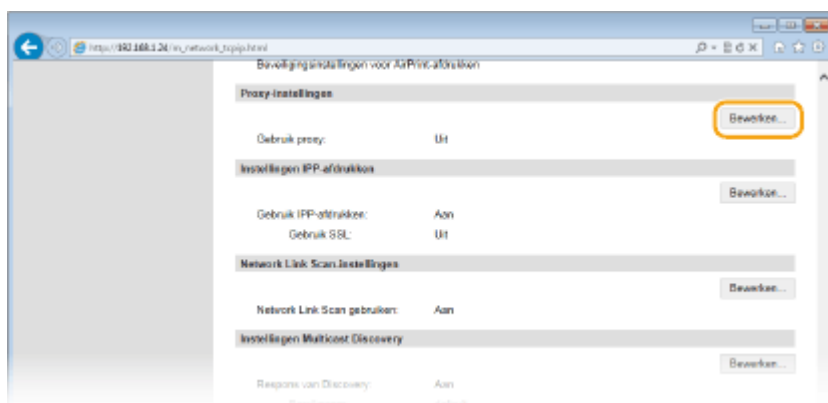 http://192.168.1.24/m_network_tcpip.html
Beveiligingsinstellingen voor AirPrint-afdrukken
Proxy-instellingen
Bewerken...
Gebruik proxy: Uit
Instellingen IPP-afdrukken
Bewerken...
Gebruik IPP-afdrukken: Aan
Gebruik SSL: Uit
Network Link Scan-instellingen
Bewerken...
Network Link Scan gebruiken: Aan
Instellingen Multicast Discovery
Bewerken...
Respons van Discovery: Aan